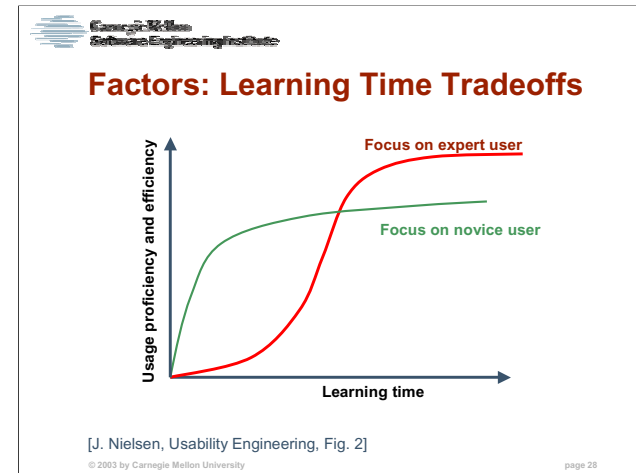 Carnegie Mellon
Software Engineering Institute
Factors: Learning Time Tradeoffs
Usage proficiency and efficiency
Focus on expert user
Focus on novice user
Learning time
[J. Nielsen, Usability Engineering, Fig. 2]
© 2003 by Carnegie Mellon University
page 28